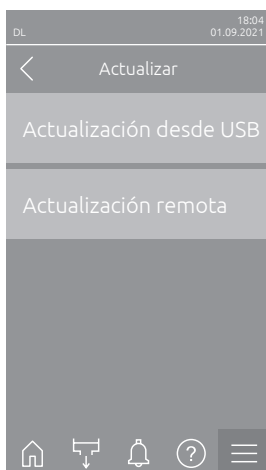 18:04
DL 01.09.2021
Actualizar
Actualización desde USB
Actualización remota
?